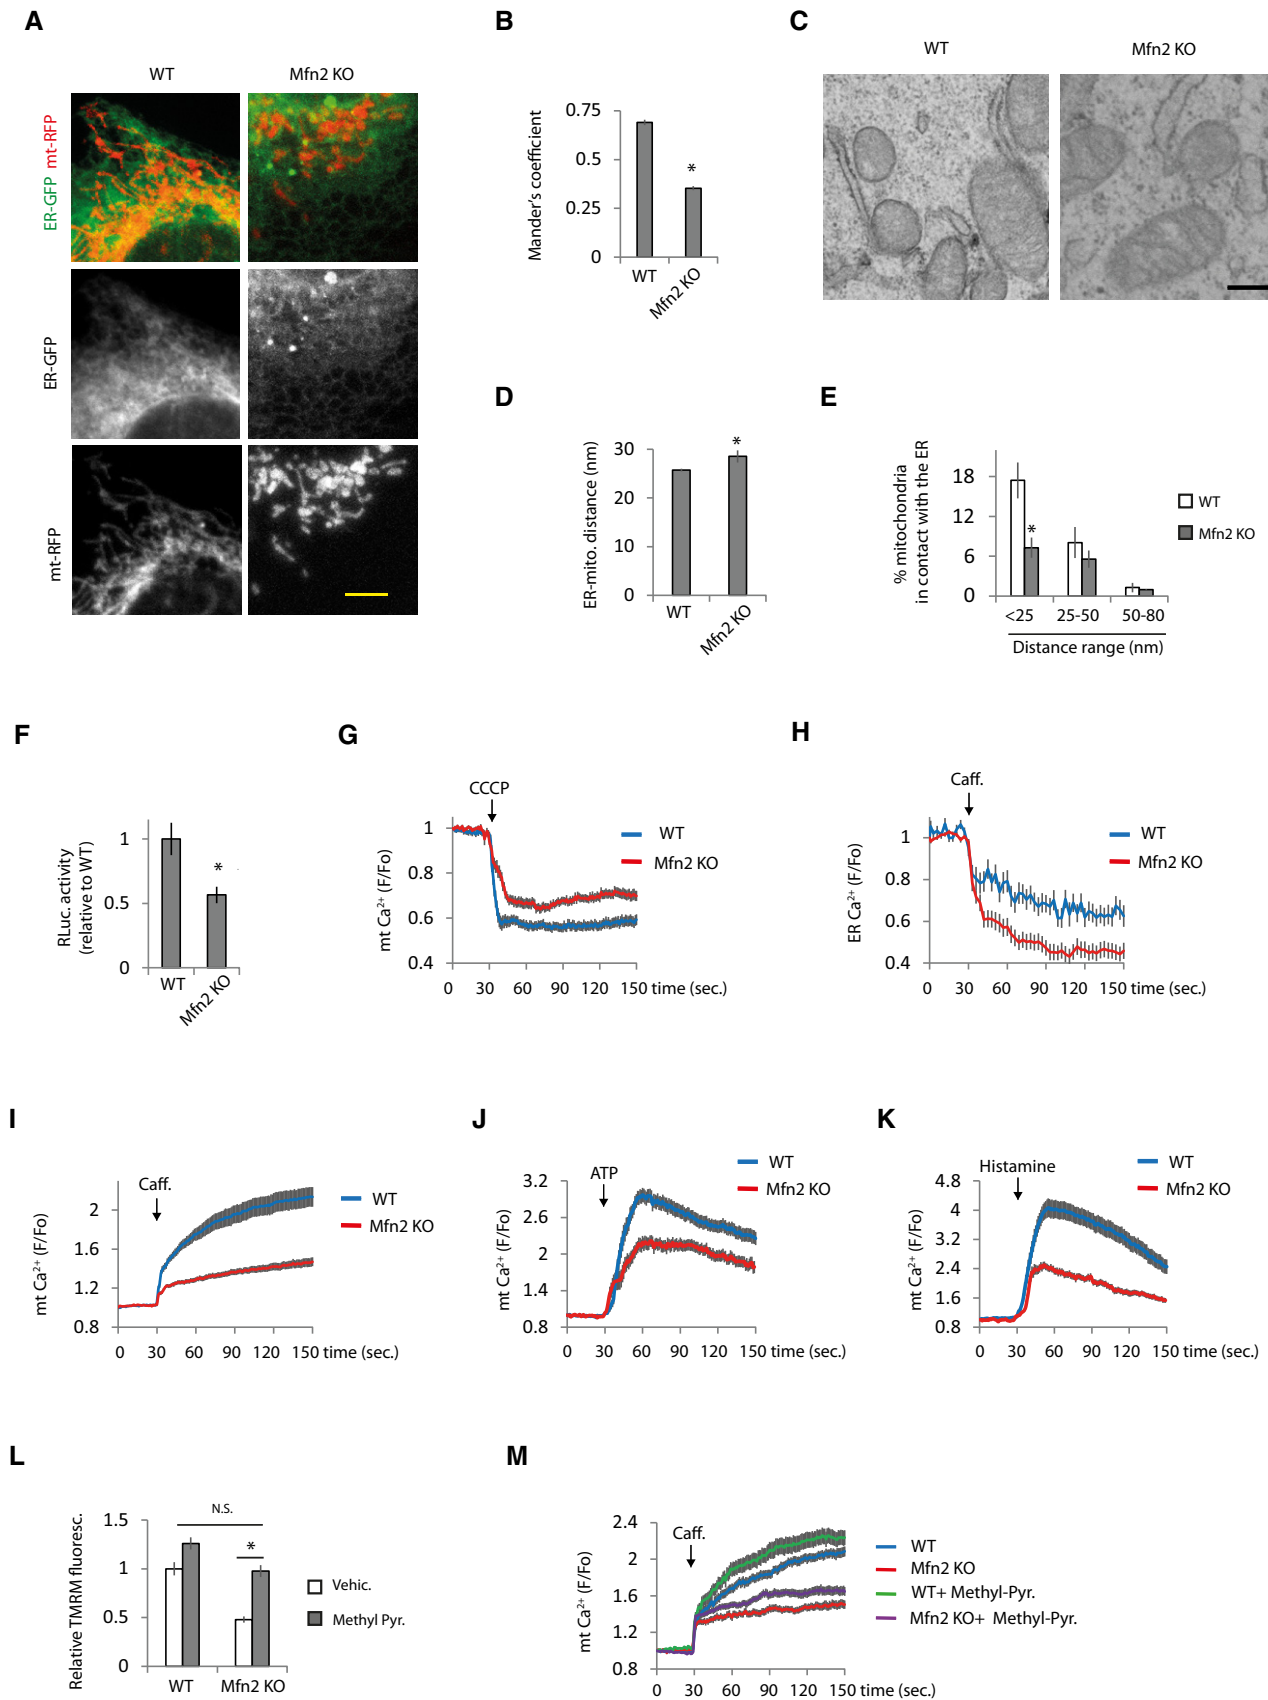 A
WT
Mfn2 KO
ER-GFP mt-RFP
ER-GFP
mt-RFP
B
Mander's coefficient
0.75
0.5
0.25
0
*
WT
Mfn2 KO
C
WT
Mfn2 KO
D
ER-mito. distance (nm)
30
20
10
0
*
WT
Mfn2 KO
E
% mitochondria
in contact with the ER
18
12
6
0
*
<25 25-50 50-80
Distance range (nm)
WT
Mfn2 KO
F
RLuc. activity
(relative to WT)
1
0.5
0
*
WT
Mfn2 KO
G
CCCP
mt Ca²⁺ (F/Fo)
1
0.8
0.6
0.4
WT
Mfn2 KO
0 30 60 90 120 150 time (sec.)
H
Caff.
ER Ca²⁺ (F/Fo)
1
0.8
0.6
0.4
WT
Mfn2 KO
0 30 60 90 120 150 time (sec.)
I
Caff.
mt Ca²⁺ (F/Fo)
2
1.6
1.2
0.8
WT
Mfn2 KO
0 30 60 90 120 150 time (sec.)
J
ATP
mt Ca²⁺ (F/Fo)
3.2
2.6
2
1.4
0.8
WT
Mfn2 KO
0 30 60 90 120 150 time (sec.)
K
Histamine
mt Ca²⁺ (F/Fo)
4.8
4
3.2
2.4
1.6
0.8
WT
Mfn2 KO
0 30 60 90 120 150 time (sec.)
L
Relative TMRM fluoresc.
1.5
1
0.5
0
N.S.
*
WT Mfn2 KO
Vehic.
Methyl Pyr.
M
Caff.
mt Ca²⁺ (F/Fo)
2.4
2
1.6
1.2
0.8
WT
Mfn2 KO
WT+ Methyl-Pyr.
Mfn2 KO+ Methyl-Pyr.
0 30 60 90 120 150 time (sec.)